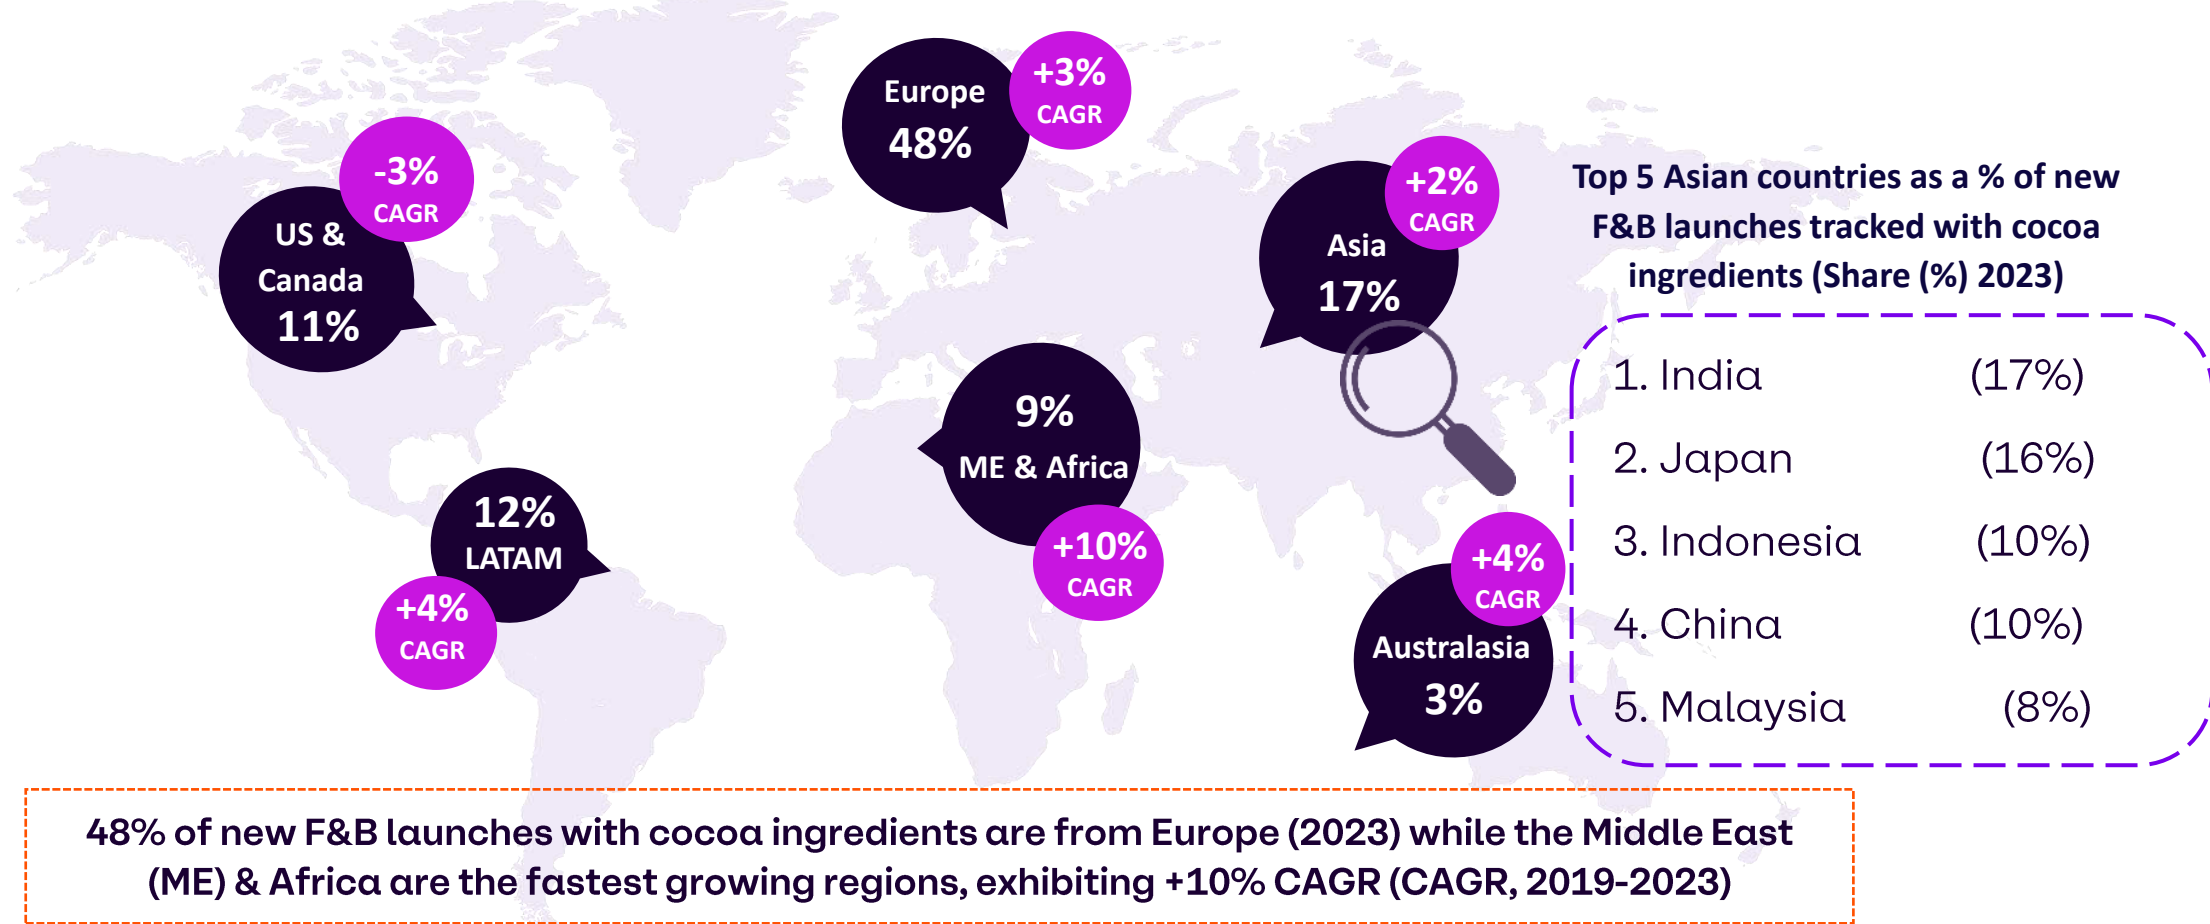 Europe
48%
+3%
CAGR
-3%
CAGR
US &
Canada
11%
+2%
CAGR
Asia
17%
9%
ME & Africa
+10%
CAGR
12%
LATAM
+4%
CAGR
+4%
CAGR
Australasia
3%
Top 5 Asian countries as a % of new
F&B launches tracked with cocoa
ingredients (Share (%) 2023)
1. India (17%)
2. Japan (16%)
3. Indonesia (10%)
4. China (10%)
5. Malaysia (8%)
48% of new F&B launches with cocoa ingredients are from Europe (2023) while the Middle East
(ME) & Africa are the fastest growing regions, exhibiting +10% CAGR (CAGR, 2019-2023)